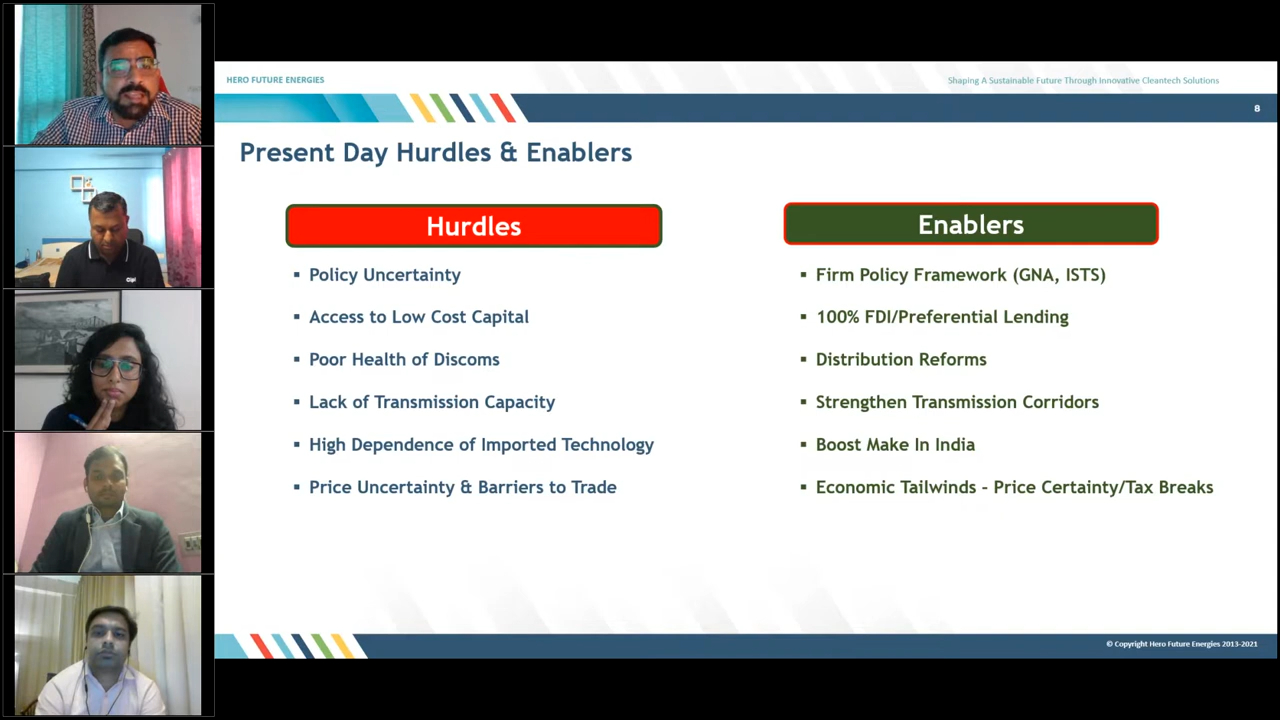 HERO FUTURE ENERGIES
Shaping A Sustainable Future Through Innovative Cleantech Solutions
8
Present Day Hurdles & Enablers
Hurdles
▪ Policy Uncertainty
▪ Access to Low Cost Capital
▪ Poor Health of Discoms
▪ Lack of Transmission Capacity
▪ High Dependence of Imported Technology
▪ Price Uncertainty & Barriers to Trade
Enablers
▪ Firm Policy Framework (GNA, ISTS)
▪ 100% FDI/Preferential Lending
▪ Distribution Reforms
▪ Strengthen Transmission Corridors
▪ Boost Make In India
▪ Economic Tailwinds – Price Certainty/Tax Breaks
© Copyright Hero Future Energies 2013-2021